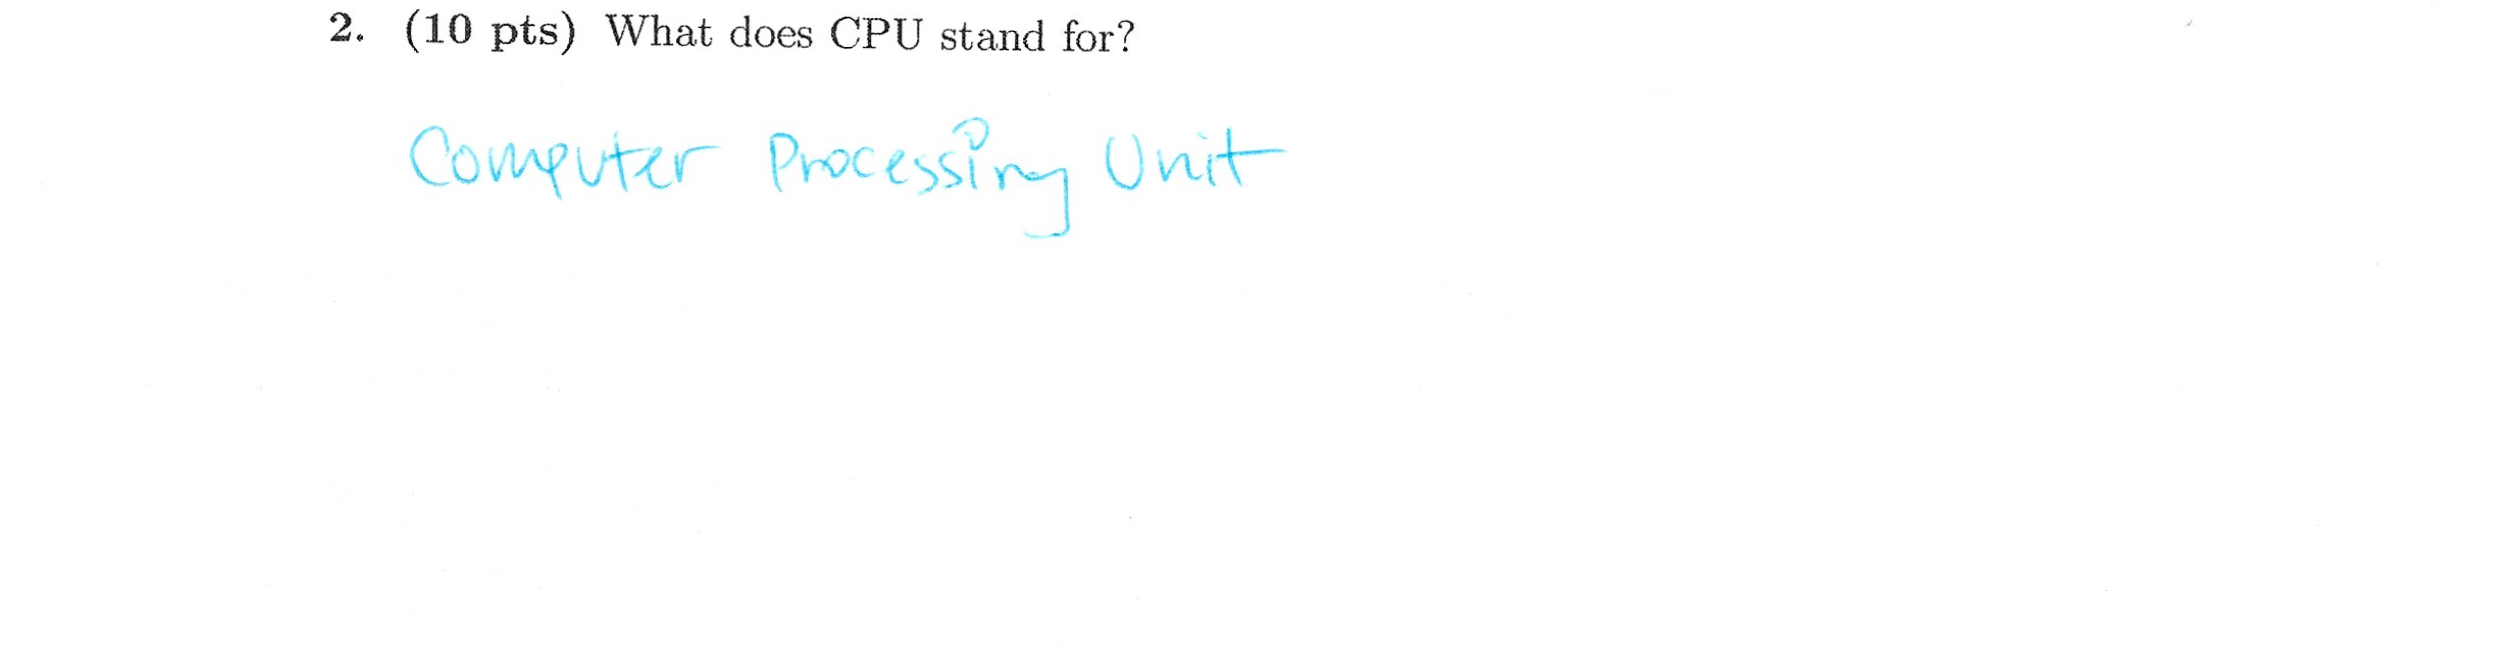 2. (10 pts) What does CPU stand for?
Computer Processing Unit